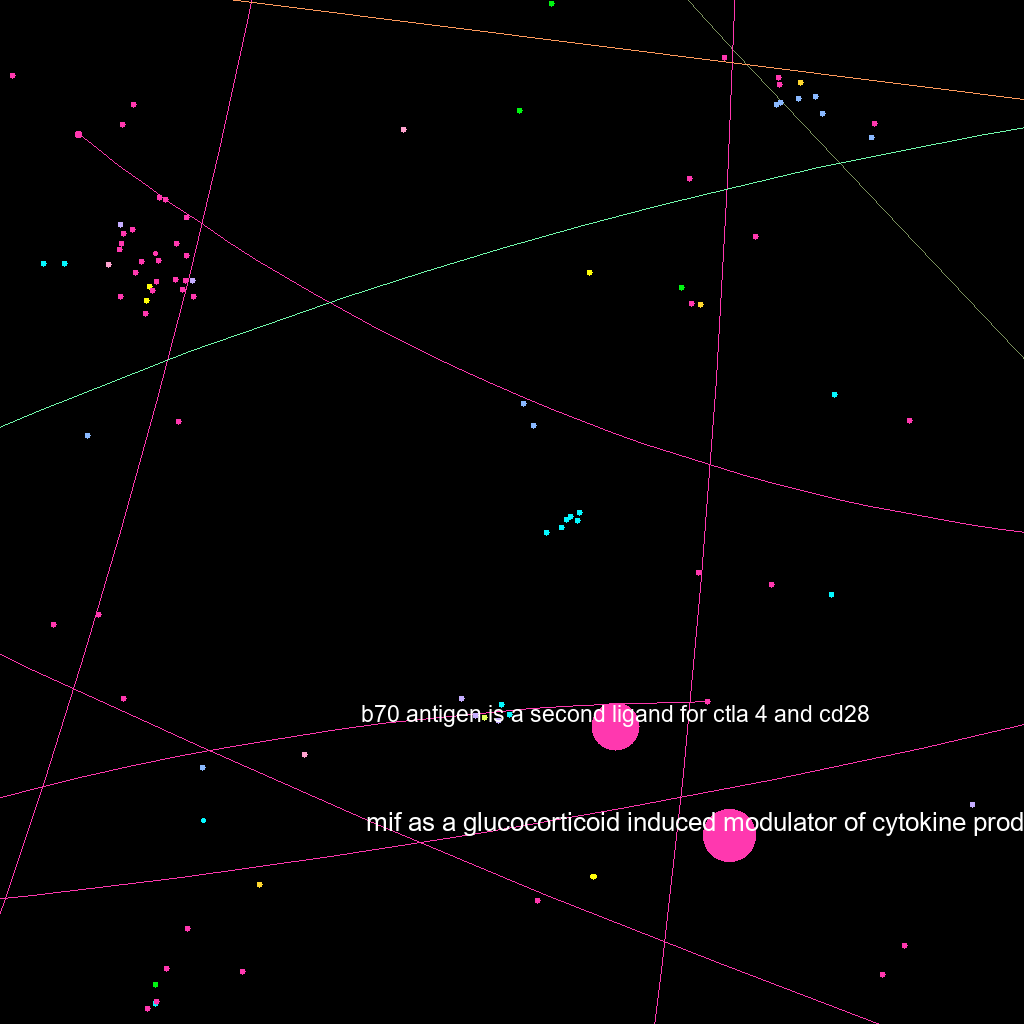 b70 antigen is a second ligand for ctla 4 and cd28
mif as a glucocorticoid induced modulator of cytokine prod